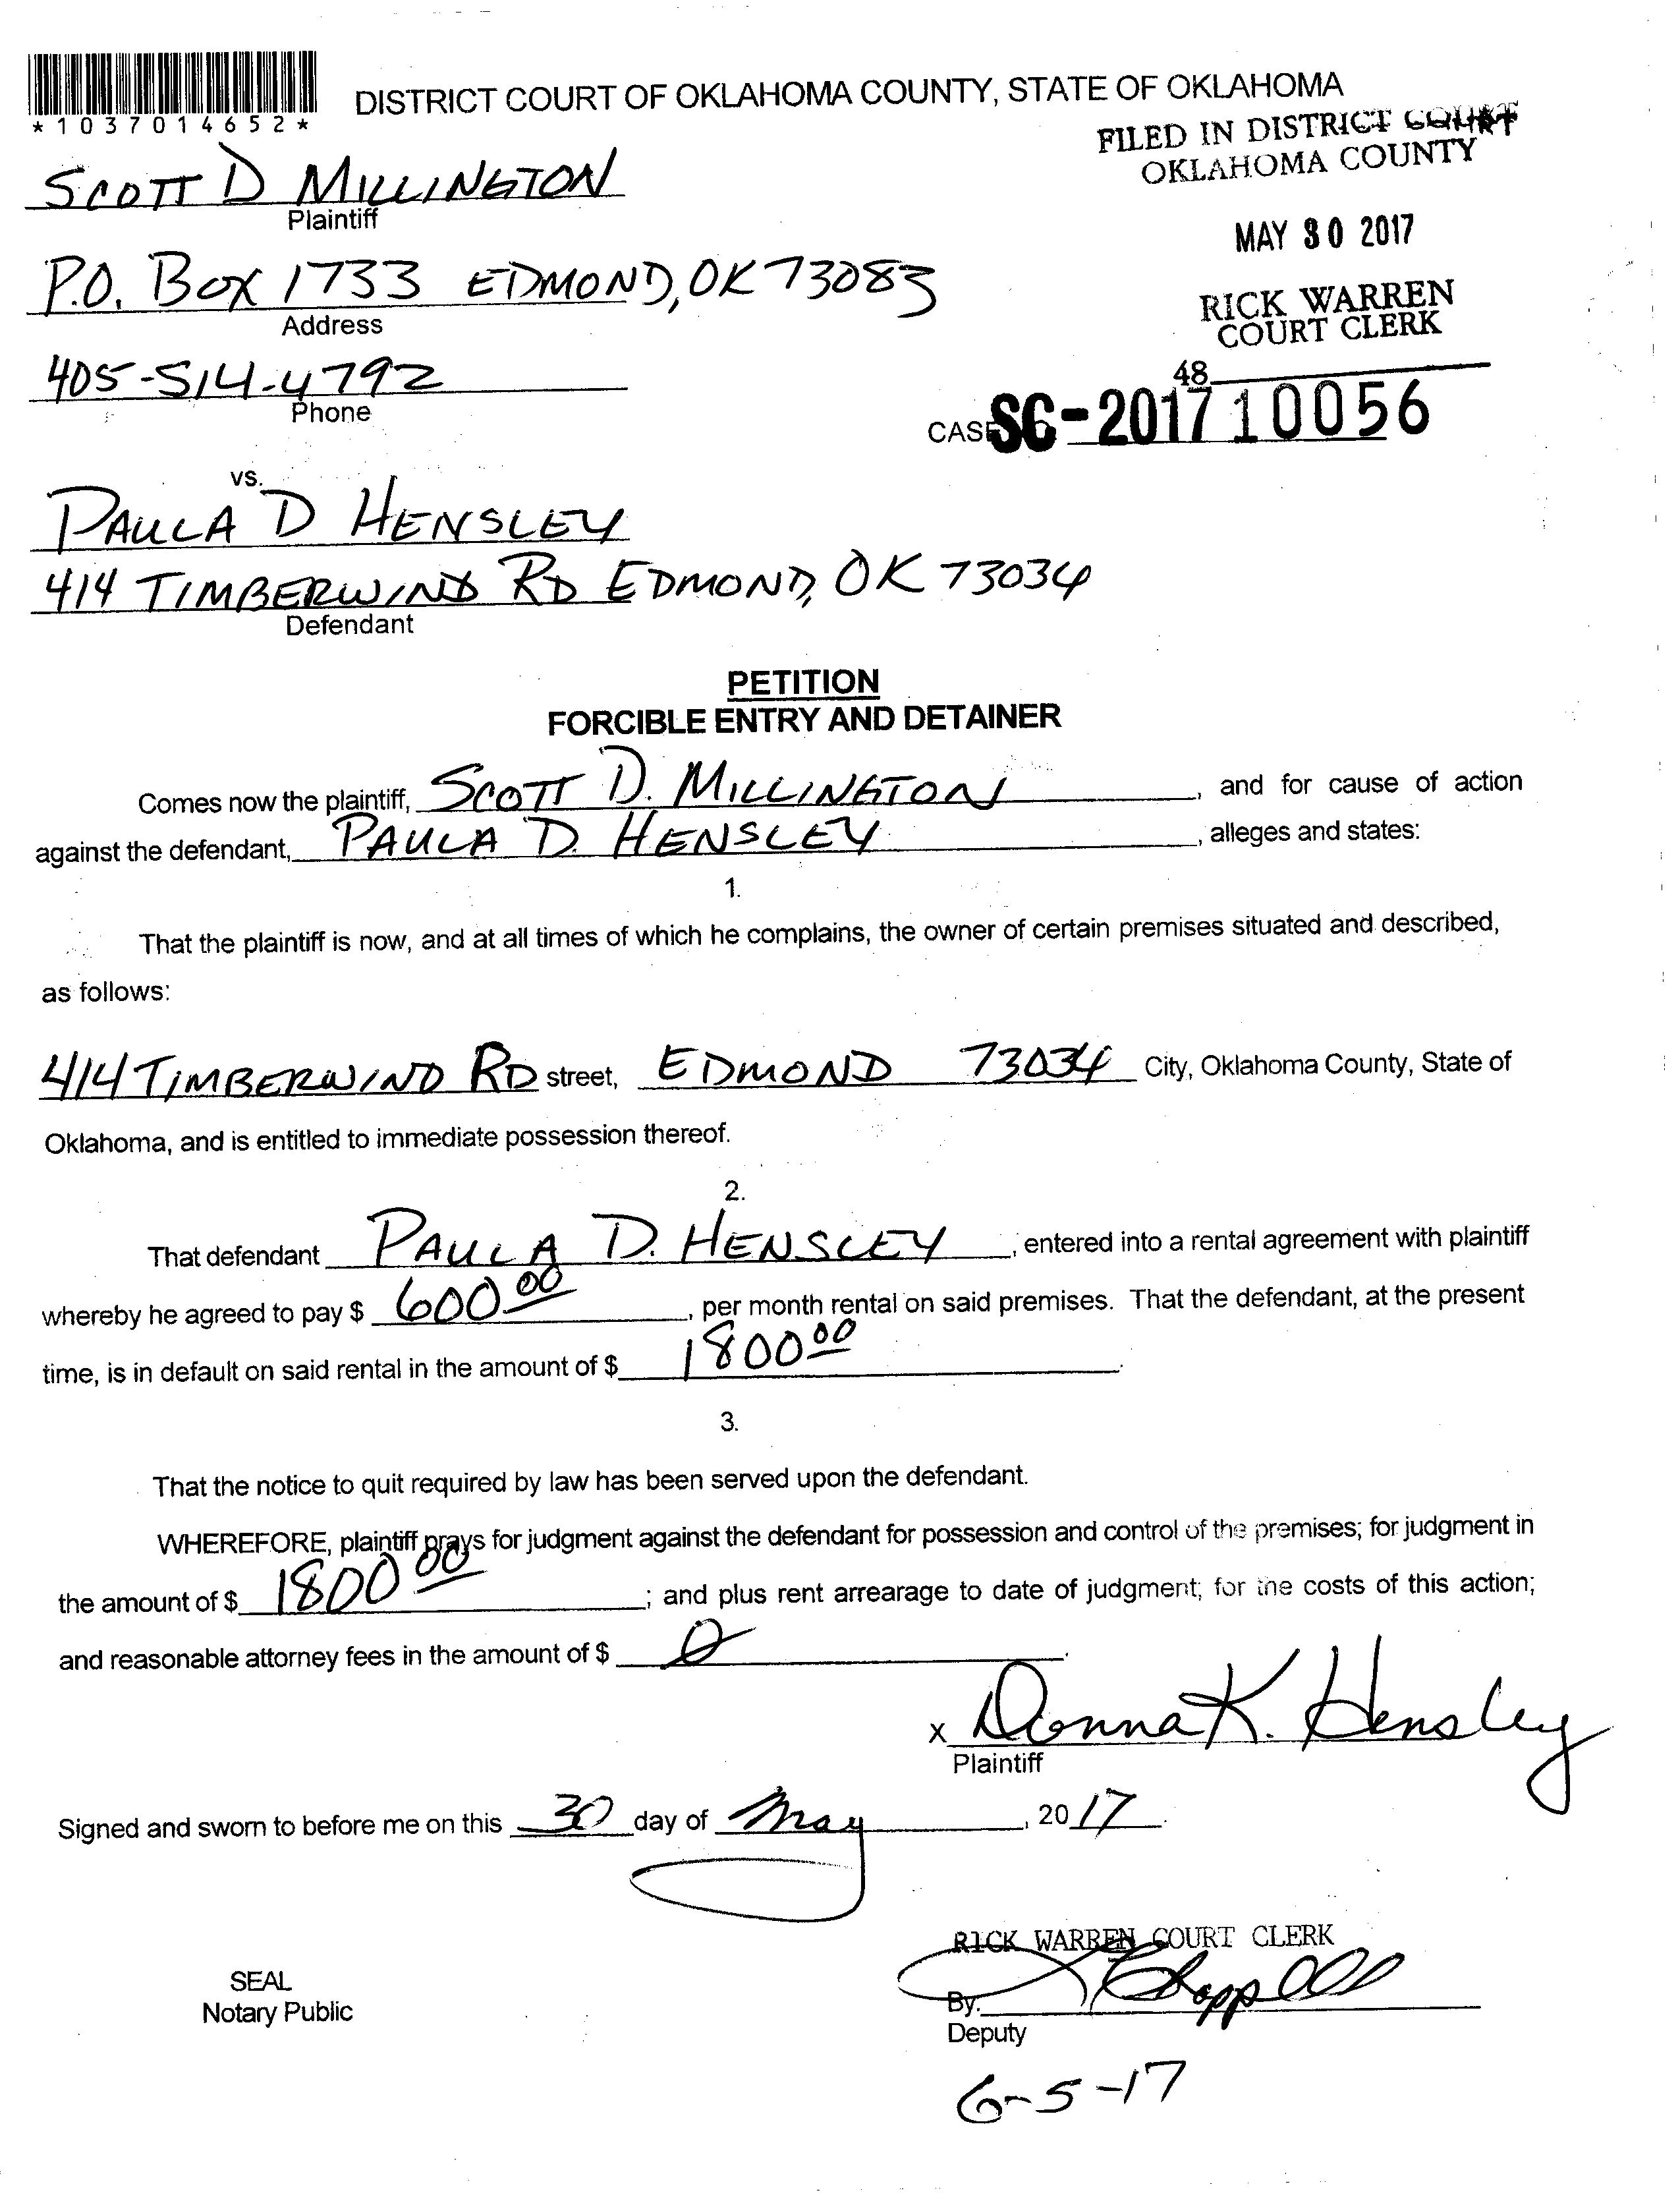 *1037014652*
DISTRICT COURT OF OKLAHOMA COUNTY, STATE OF OKLAHOMA
FILED IN DISTRICT COURT
OKLAHOMA COUNTY
SCOTT D MILLINGTON
Plaintiff
MAY 30 2017
P.O. BOX 1733 EDMOND, OK 73083
Address
RICK WARREN
COURT CLERK
405-514-4792
Phone
48
CASE SC-2017 10056
vs.
PAULA D HENSLEY
414 TIMBERWIND RD EDMOND, OK 73034
Defendant
PETITION
FORCIBLE ENTRY AND DETAINER
Comes now the plaintiff, SCOTT D. MILLINGTON, and for cause of action
against the defendant, PAULA D. HENSLEY, alleges and states:
1.
That the plaintiff is now, and at all times of which he complains, the owner of certain premises situated and described,
as follows:
414 TIMBERWIND RD street, EDMOND 73034 City, Oklahoma County, State of
Oklahoma, and is entitled to immediate possession thereof.
2.
That defendant PAULA D. HENSLEY, entered into a rental agreement with plaintiff
whereby he agreed to pay $ 600 00, per month rental on said premises. That the defendant, at the present
time, is in default on said rental in the amount of $ 1800 00.
3.
That the notice to quit required by law has been served upon the defendant.
WHEREFORE, plaintiff prays for judgment against the defendant for possession and control of the premises; for judgment in
the amount of $ 1800 00; and plus rent arrearage to date of judgment; for the costs of this action;
and reasonable attorney fees in the amount of $ 0.
X Donna K. Hensley
Plaintiff
Signed and sworn to before me on this 30 day of May, 2017.
RICK WARREN COURT CLERK
SEAL
Notary Public
By:
Deputy
6-5-17